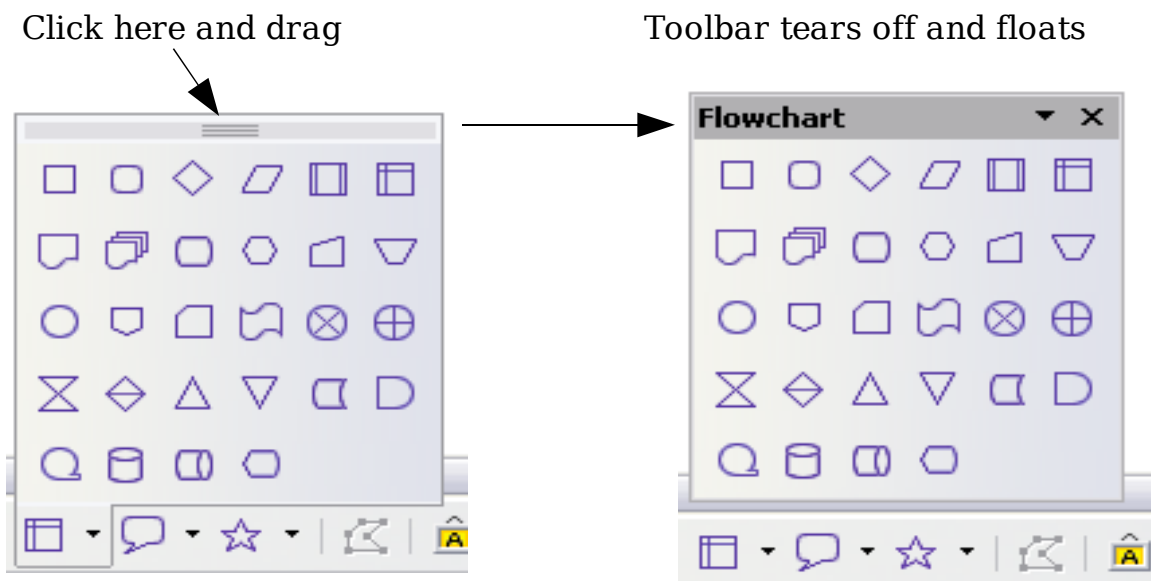 Click here and drag
Toolbar tears off and floats
Flowchart
A
A